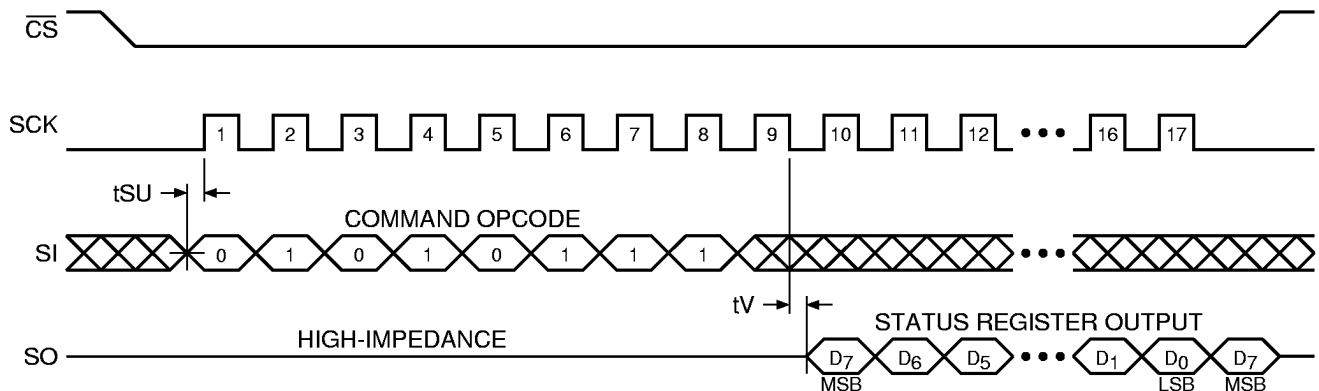 CS
SCK 1 2 3 4 5 6 7 8 9 10 11 12 ••• 16 17
tSU
COMMAND OPCODE
SI 0 1 0 1 0 1 1 1 •••
tV
HIGH-IMPEDANCE
STATUS REGISTER OUTPUT
SO D7 D6 D5 ••• D1 D0 D7
MSB LSB MSB